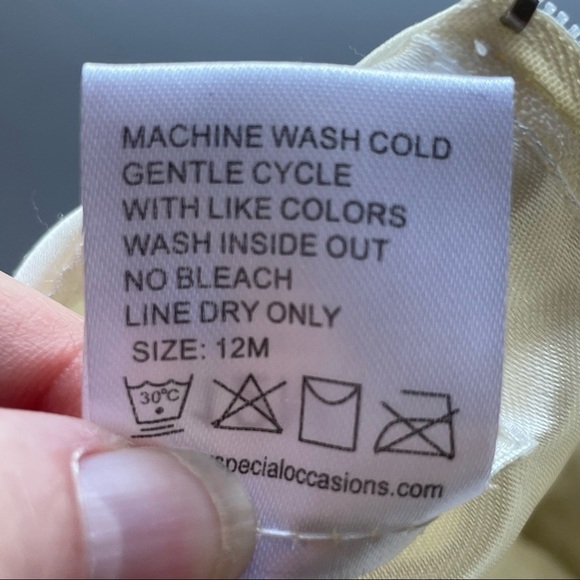 MACHINE WASH COLD
GENTLE CYCLE
WITH LIKE COLORS
WASH INSIDE OUT
NO BLEACH
LINE DRY ONLY
SIZE: 12M
30°C
specialoccasions.com